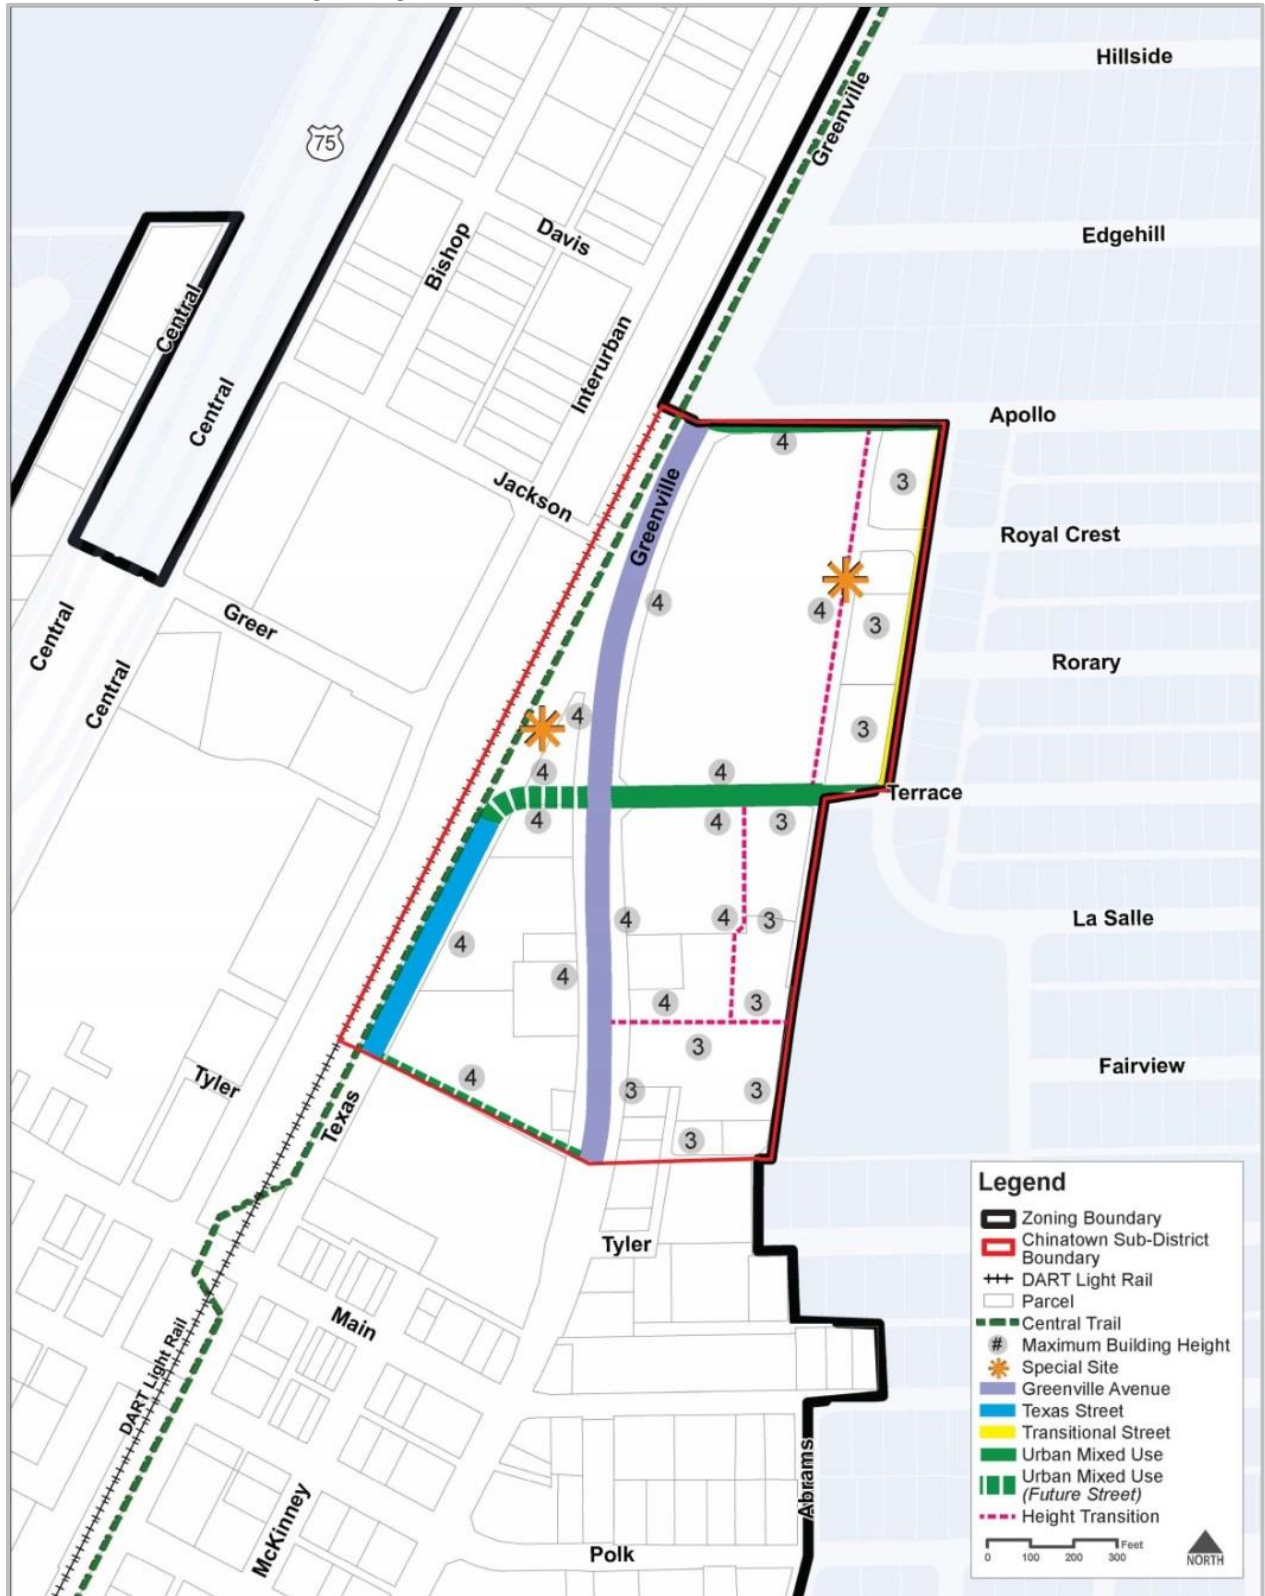 Hillside
75
Greenville
Edgehill
Davis
Bishop
Central
Interurban
Central
Apollo
4
3
Jackson
Greenville
Royal Crest
4
4
3
Greer
Central
Rorary
Central
4
3
4
4
Terrace
4
4
3
4
4
4
3
La Salle
4
4
3
3
Fairview
4
Tyler
3
3
Texas
3
Legend
Zoning Boundary
Chinatown Sub-District
Boundary
DART Light Rail
Parcel
Central Trail
# Maximum Building Height
Special Site
Greenville Avenue
Texas Street
Transitional Street
Urban Mixed Use
Urban Mixed Use
(Future Street)
Height Transition
Feet
0 100 200 300
NORTH
Tyler
Main
DART Light Rail
Abrams
McKinney
Polk